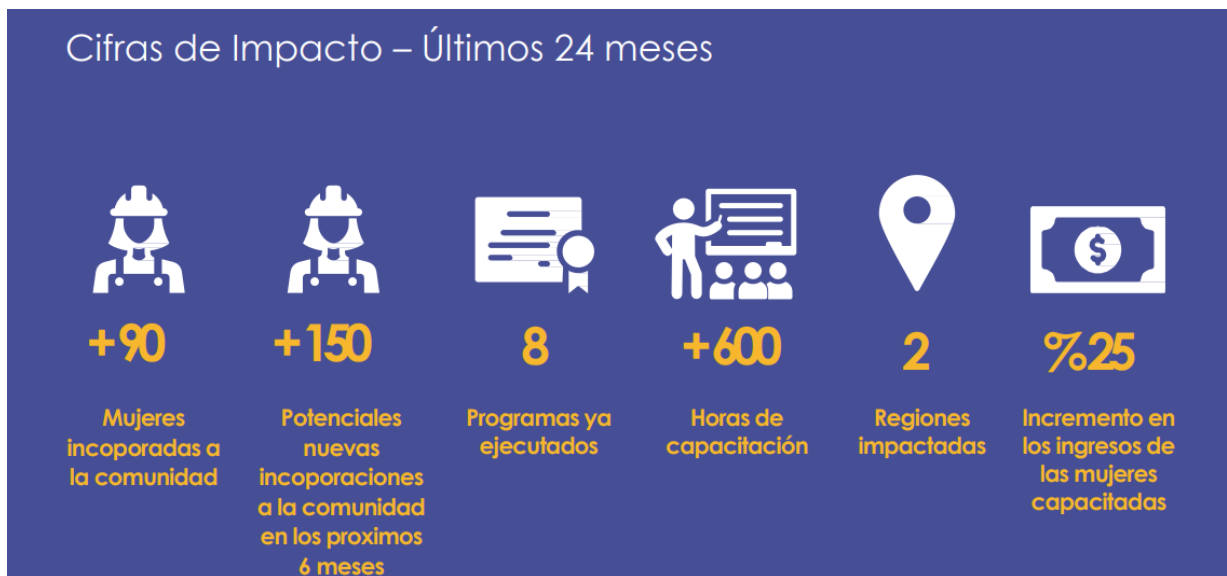 Cifras de Impacto – Últimos 24 meses
$
+90
Mujeres
incoporadas a
la comunidad
+150
Potenciales
nuevas
incoporaciones
a la comunidad
en los proximos
6 meses
8
Programas ya
ejecutados
+600
Horas de
capacitación
2
Regiones
impactadas
%25
Incremento en
los ingresos de
las mujeres
capacitadas